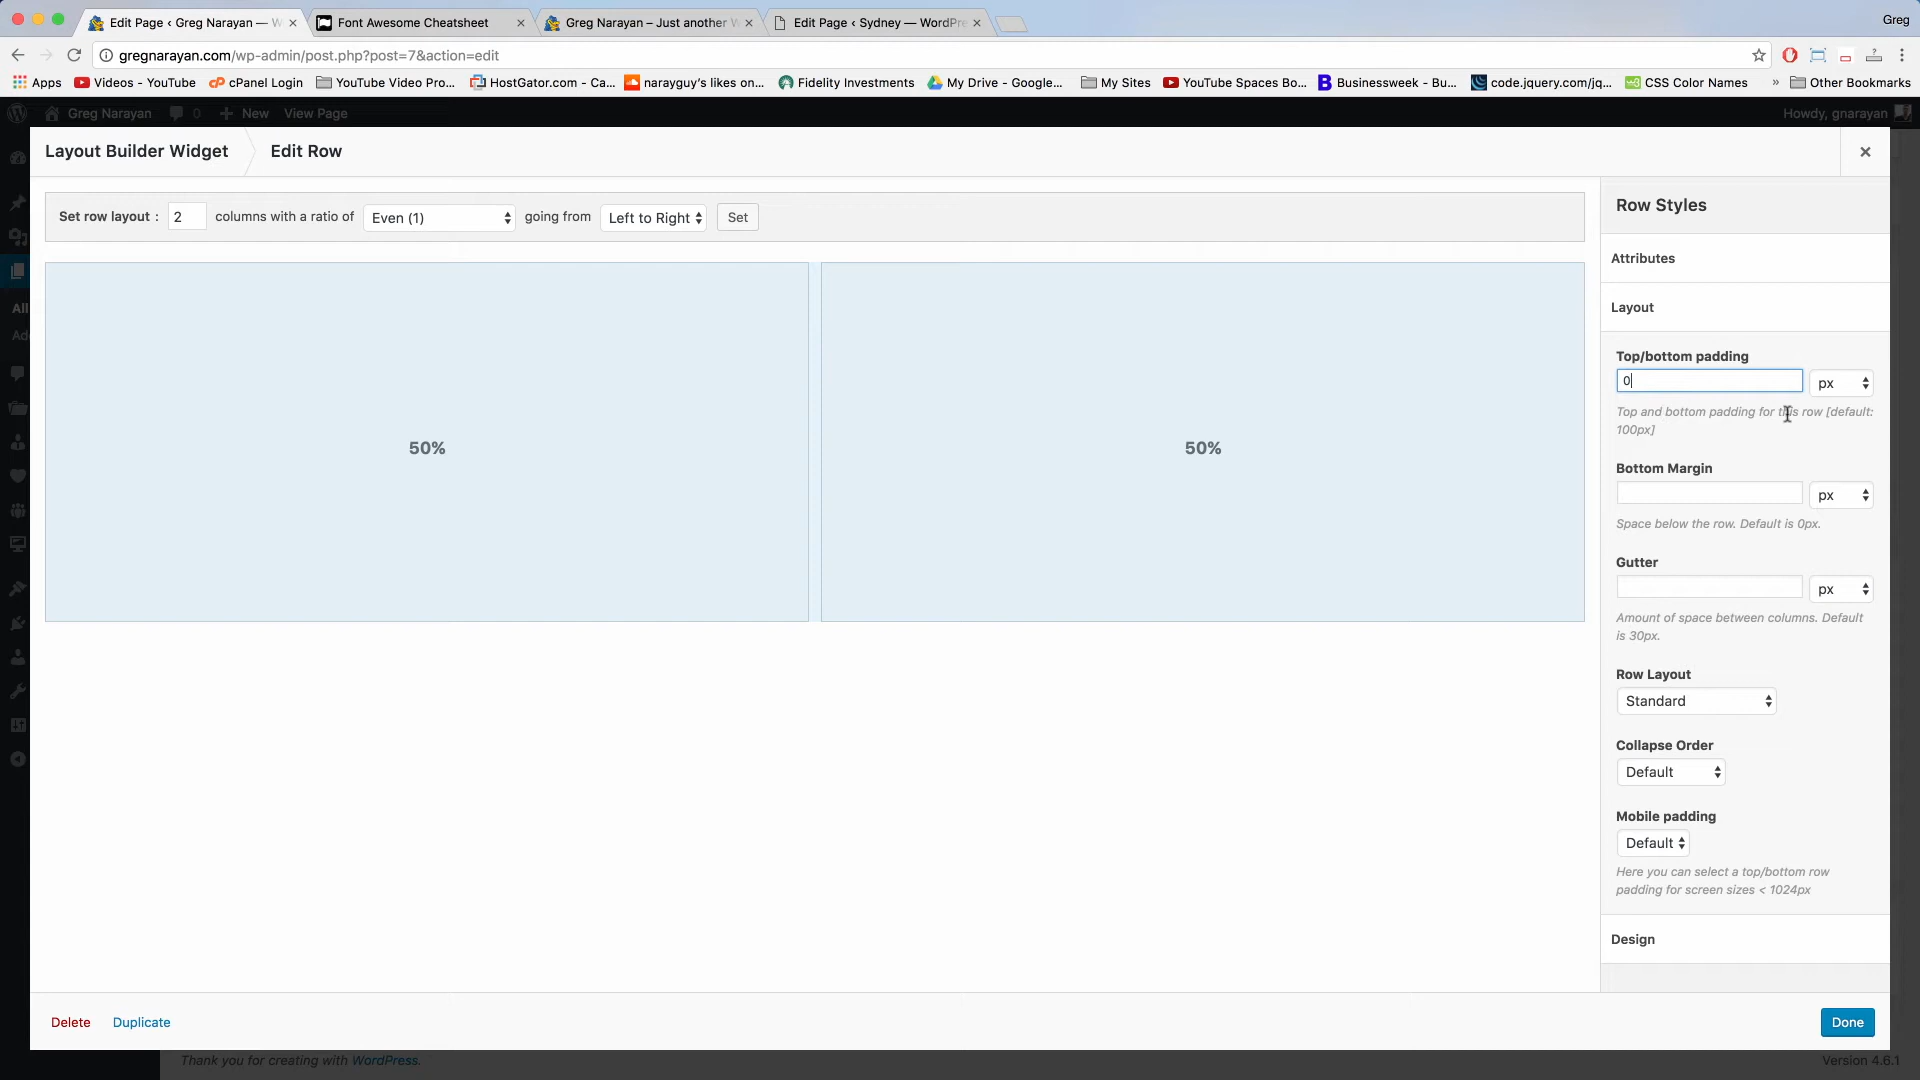 Edit Page ‹ Greg Narayan — W
Font Awesome Cheatsheet
Greg Narayan – Just another W
Edit Page ‹ Sydney — WordPre
Greg
gregnarayan.com/wp-admin/post.php?post=7&action=edit
Apps
Videos - YouTube
cPanel Login
YouTube Video Pro...
HostGator.com - Ca...
narayguy's likes on...
Fidelity Investments
My Drive - Google...
My Sites
YouTube Spaces Bo...
Businessweek - Bu...
code.jquery.com/jq...
CSS Color Names
»
Other Bookmarks
Greg Narayan
0
New
View Page
Howdy, gnarayan
Layout Builder Widget
Edit Row
Set row layout :
2
columns with a ratio of
Even (1)
going from
Left to Right
Set
Row Styles
Attributes
All
Layout
Ad
Top/bottom padding
0
px
Top and bottom padding for this row [default:
100px]
50%
50%
Bottom Margin
px
Space below the row. Default is 0px.
Gutter
px
Amount of space between columns. Default
is 30px.
Row Layout
Standard
Collapse Order
Default
Mobile padding
Default
Here you can select a top/bottom row
padding for screen sizes < 1024px
Design
Delete
Duplicate
Done
Thank you for creating with WordPress.
Version 4.6.1